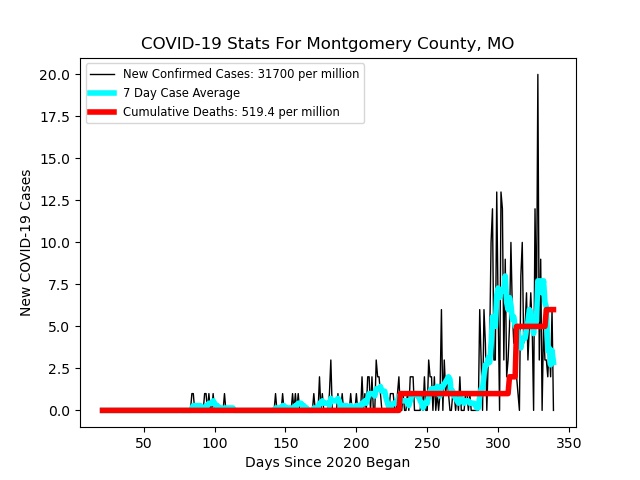 COVID-19 Stats For Montgomery County, MO
New Confirmed Cases: 31700 per million
7 Day Case Average
Cumulative Deaths: 519.4 per million
New COVID-19 Cases
20.0
17.5
15.0
12.5
10.0
7.5
5.0
2.5
0.0
50 100 150 200 250 300 350
Days Since 2020 Began